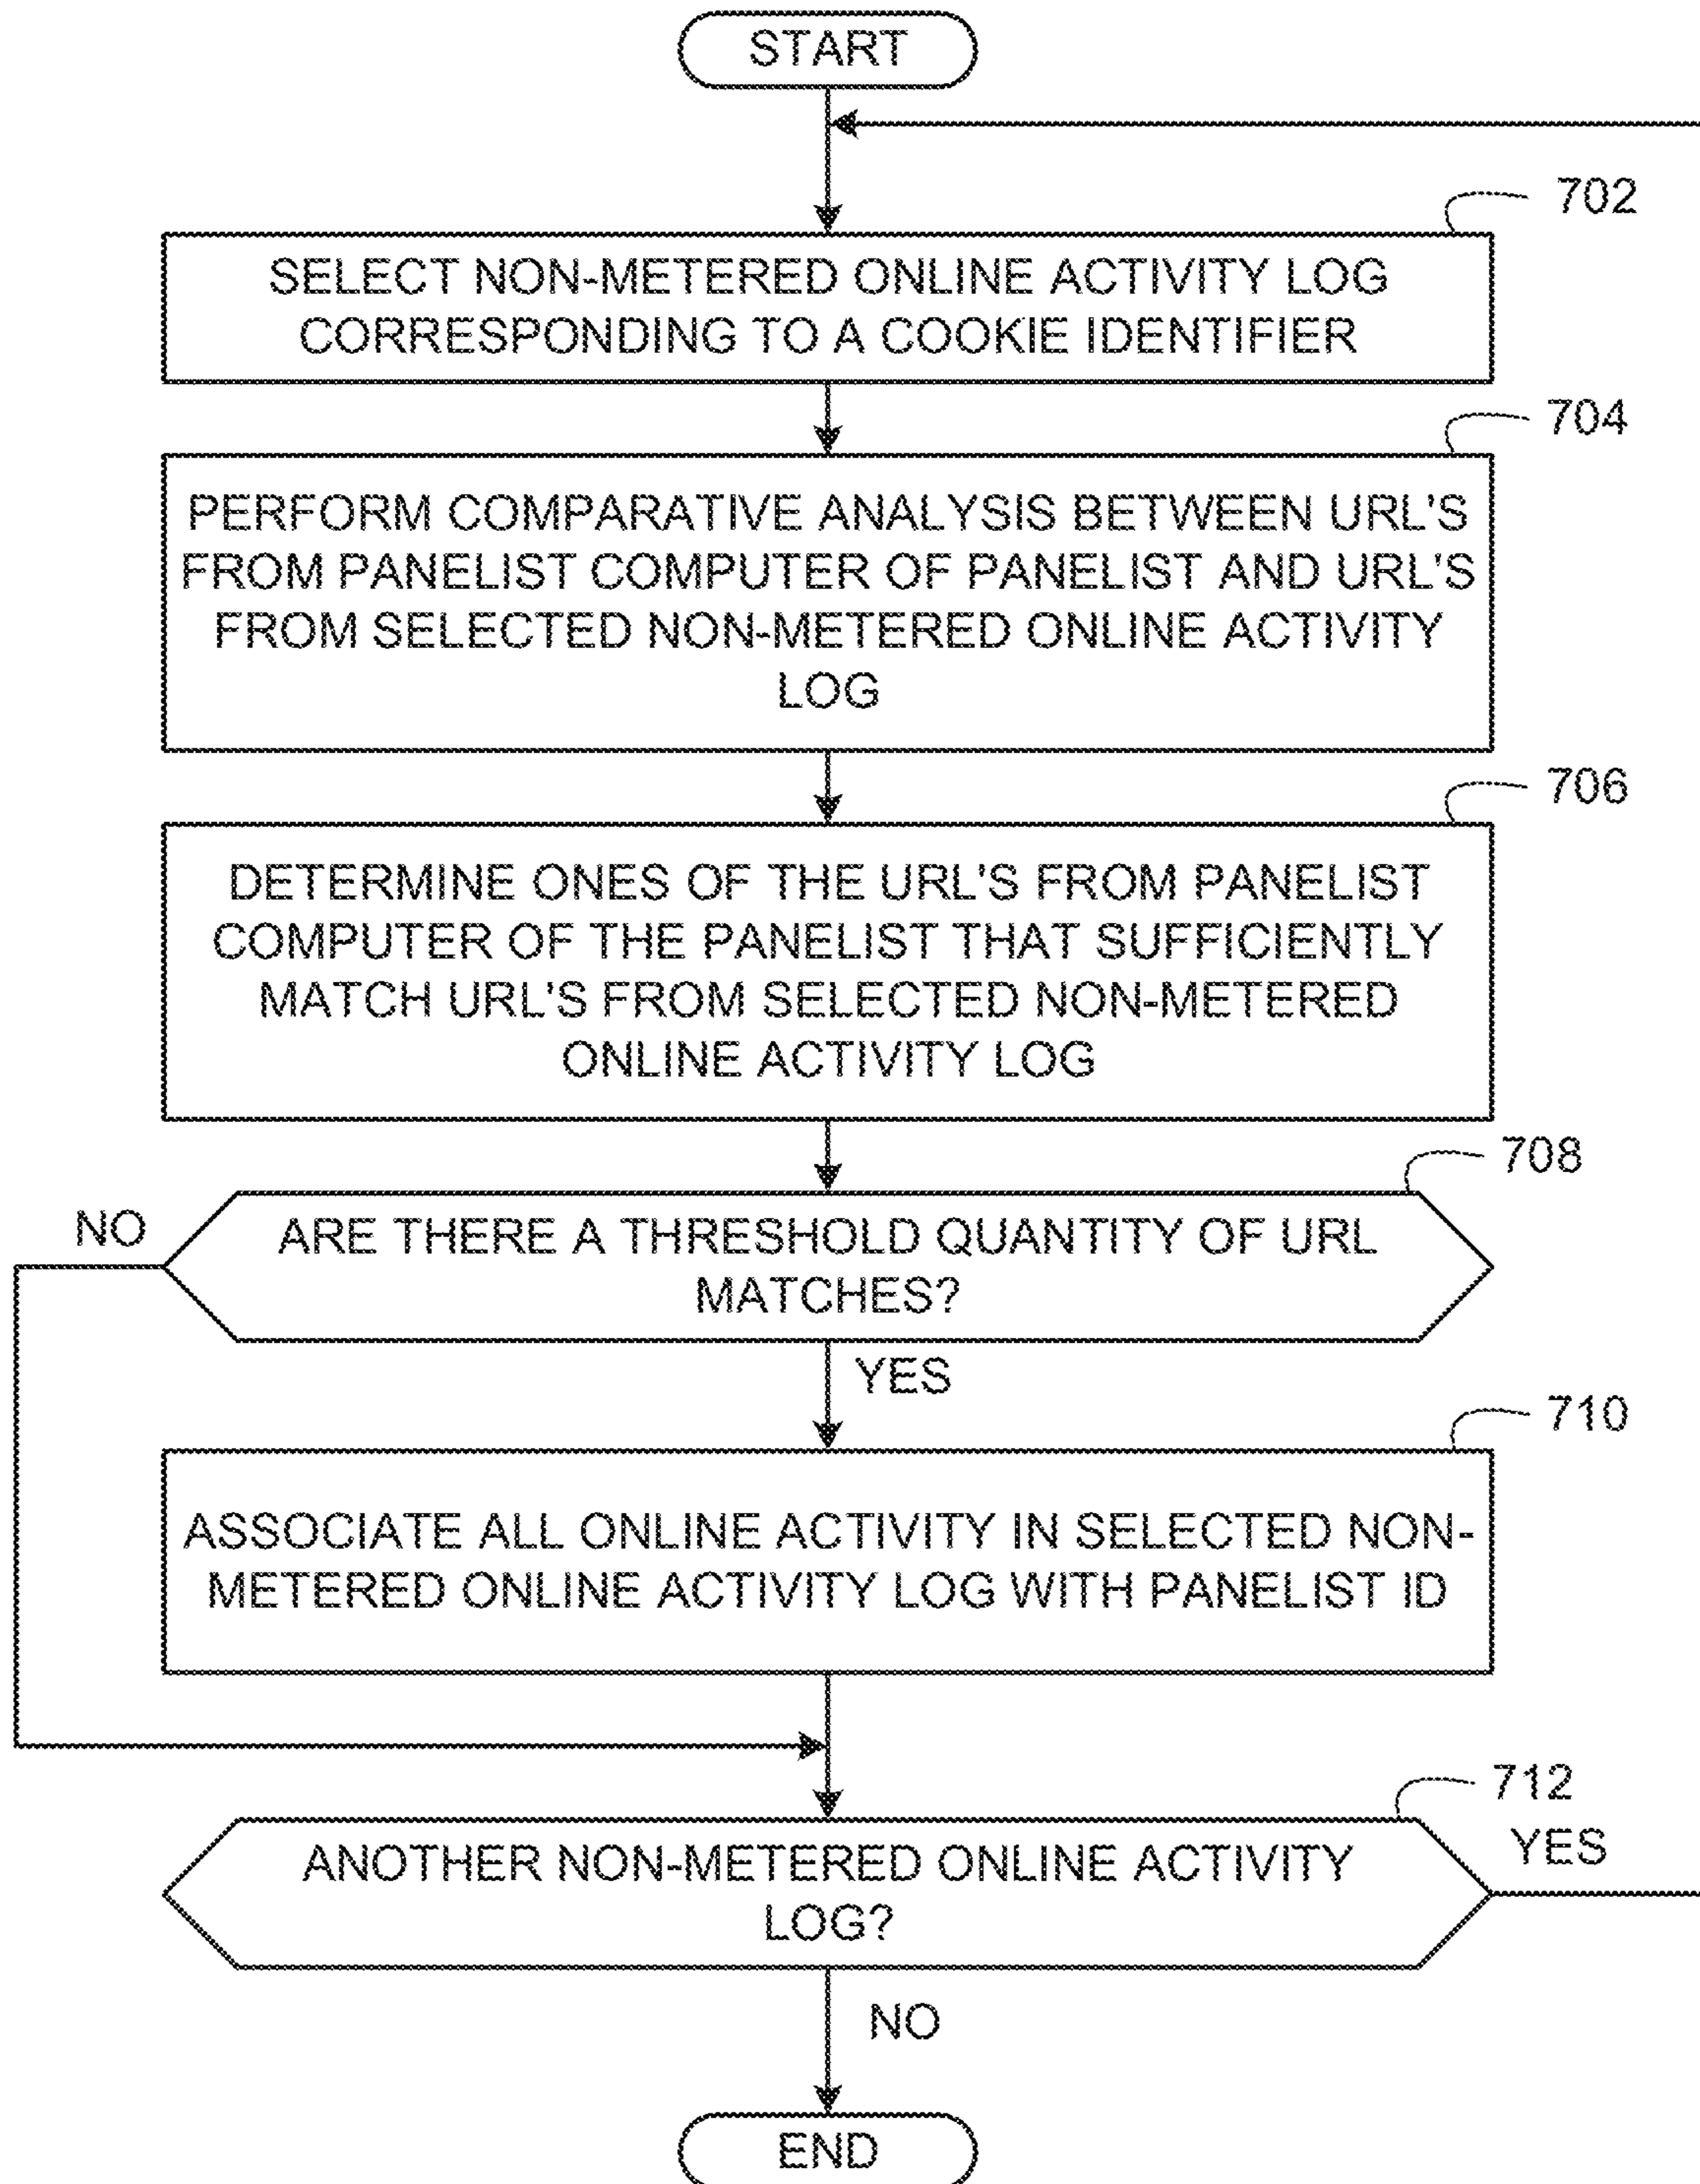 START
702
SELECT NON-METERED ONLINE ACTIVITY LOG
CORRESPONDING TO A COOKIE IDENTIFIER
704
PERFORM COMPARATIVE ANALYSIS BETWEEN URL'S
FROM PANELIST COMPUTER OF PANELIST AND URL'S
FROM SELECTED NON-METERED ONLINE ACTIVITY
LOG
706
DETERMINE ONES OF THE URL'S FROM PANELIST
COMPUTER OF THE PANELIST THAT SUFFICIENTLY
MATCH URL'S FROM SELECTED NON-METERED
ONLINE ACTIVITY LOG
708
NO
ARE THERE A THRESHOLD QUANTITY OF URL
MATCHES?
YES
710
ASSOCIATE ALL ONLINE ACTIVITY IN SELECTED NON-
METERED ONLINE ACTIVITY LOG WITH PANELIST ID
712
YES
ANOTHER NON-METERED ONLINE ACTIVITY
LOG?
NO
END